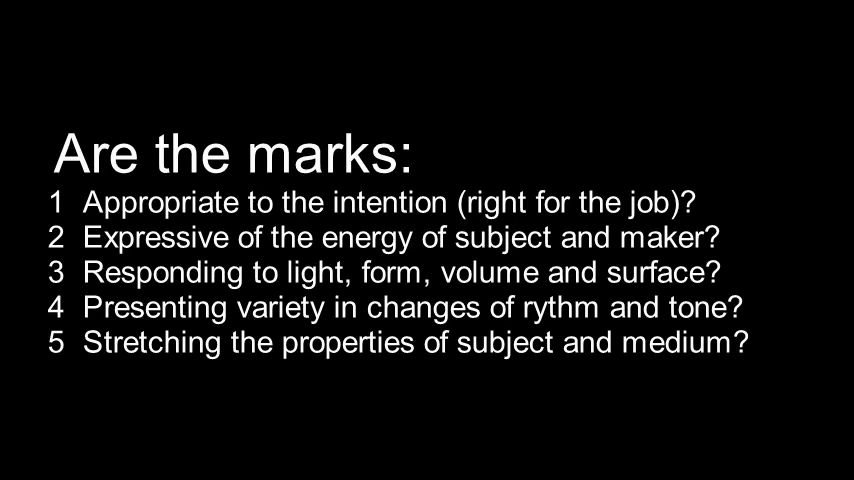 Are the marks:
1 Appropriate to the intention (right for the job)?
2 Expressive of the energy of subject and maker?
3 Responding to light, form, volume and surface?
4 Presenting variety in changes of rythm and tone?
5 Stretching the properties of subject and medium?